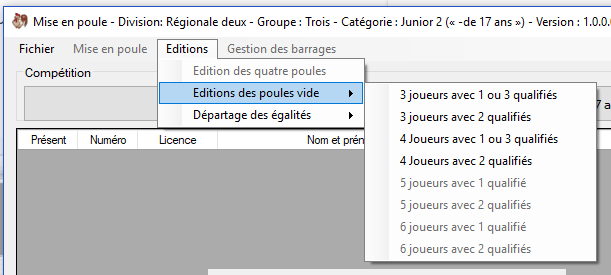 Mise en poule - Division: Régionale deux - Groupe : Trois - Catégorie : Junior 2 (« -de 17 ans ») - Version : 1.0.0.
Fichier Mise en poule Editions Gestion des barrages
Compétition
Edition des quatre poules
Editions des poules vide
Départage des égalités
3 joueurs avec 1 ou 3 qualifiés
3 joueurs avec 2 qualifiés
4 Joueurs avec 1 ou 3 qualifiés
4 Joueurs avec 2 qualifiés
5 joueurs avec 1 qualifié
5 joueurs avec 2 qualifiés
6 joueurs avec 1 qualifié
6 joueurs avec 2 qualifiés
7 a
Présent Numéro Licence Nom et prén